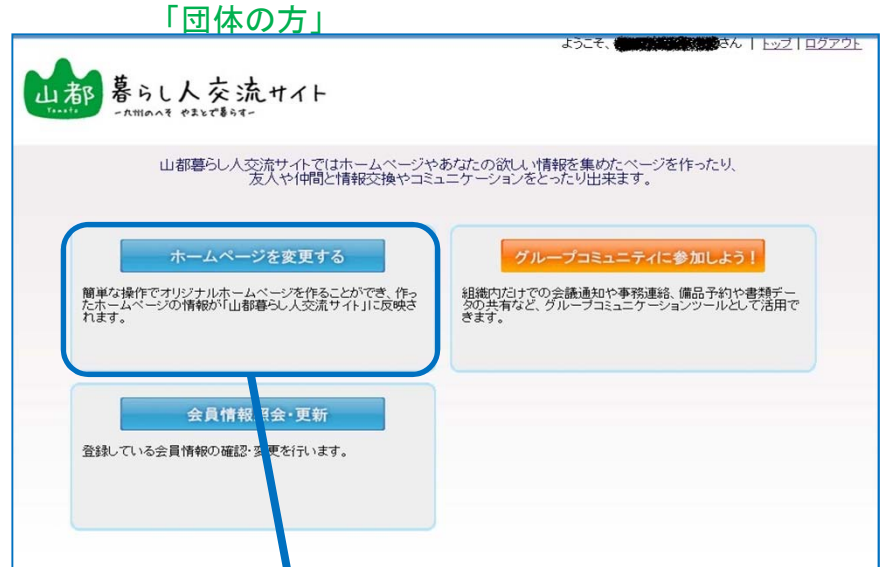 「団体の方」
ようこそ、さん | トップ | ログアウト
山都
Yamato
暮らし人交流サイト
-九州のへそ やまとで暮らす-
山都暮らし人交流サイトではホームページやあなたの欲しい情報を集めたページを作ったり、
友人や仲間と情報交換やコミュニケーションをとったり出来ます。
ホームページを変更する
簡単な操作でオリジナルホームページを作ることができ、作っ
たホームページの情報が「山都暮らし人交流サイト」に反映さ
れます。
グループコミュニティに参加しよう！
組織内だけでの会議通知や事務連絡、備品予約や書類デー
タの共有など、グループコミュニケーションツールとして活用で
きます。
会員情報照会・更新
登録している会員情報の確認・変更を行います。